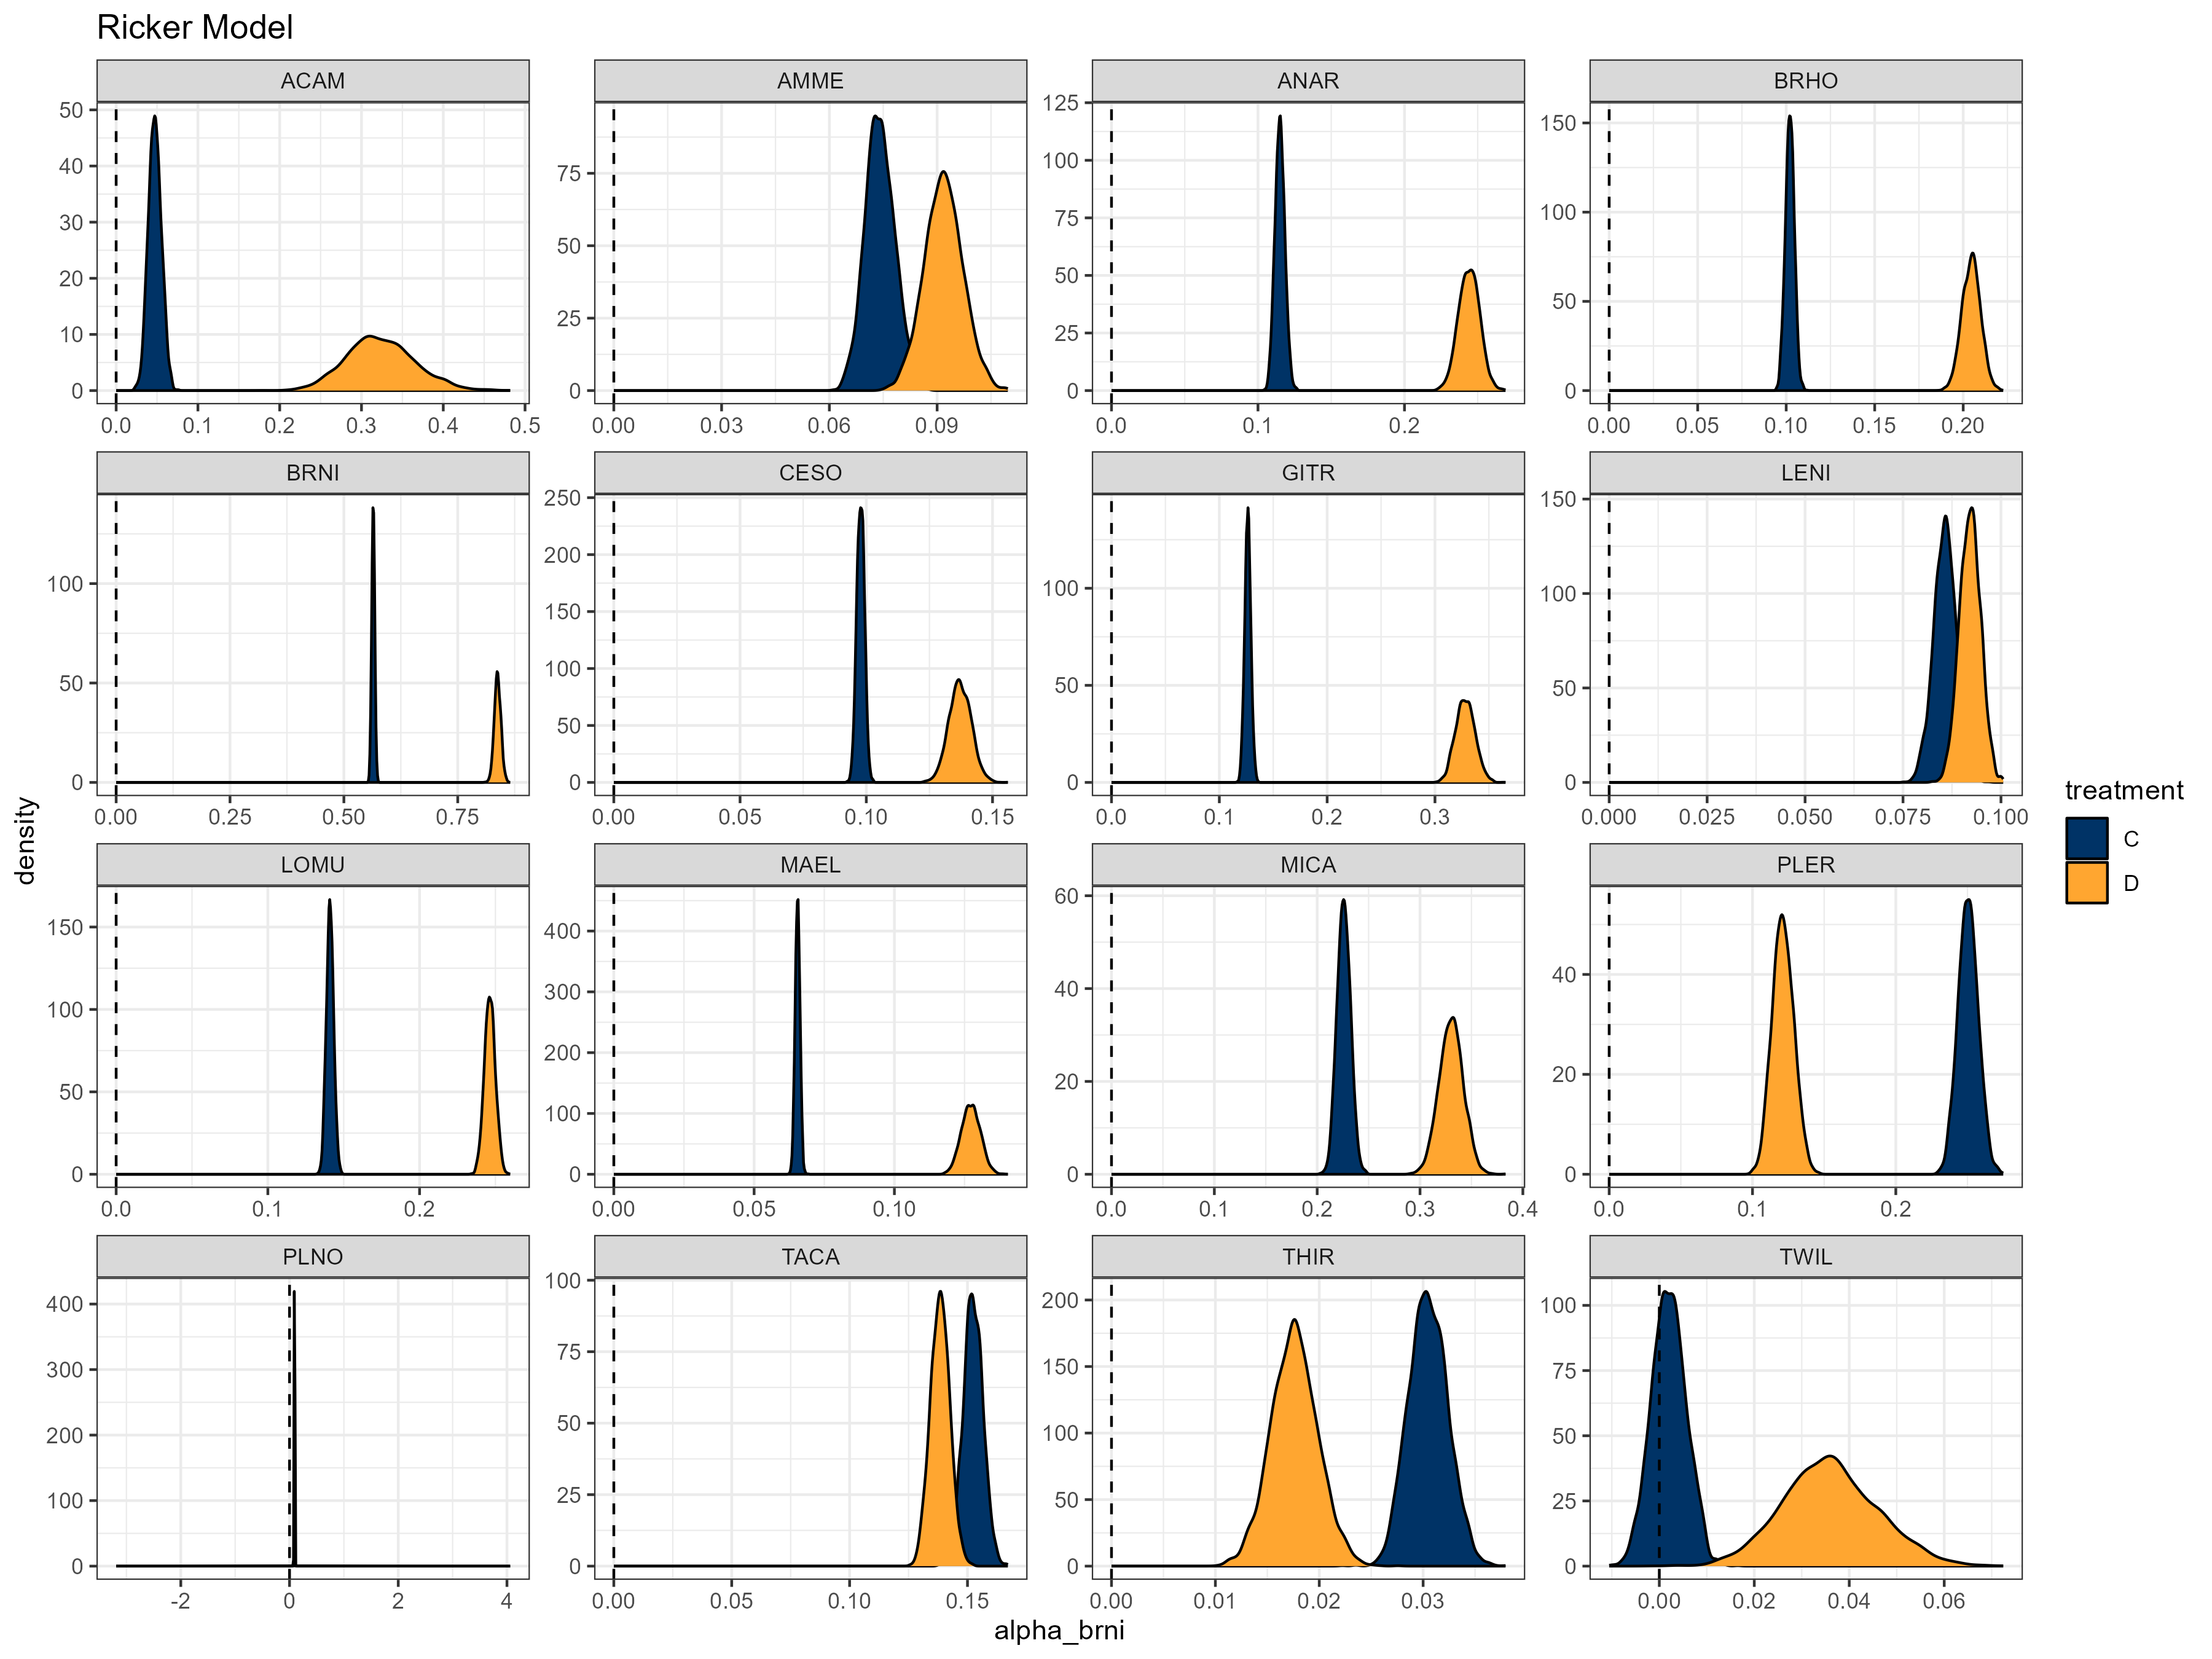 Ricker Model
ACAM AMME ANAR BRHO
50 40 30 20 10 0
75 50 25 0
125 100 75 50 25 0
150 100 50 0
0.0 0.1 0.2 0.3 0.4 0.5
0.00 0.03 0.06 0.09
0.0 0.1 0.2
0.00 0.05 0.10 0.15 0.20
BRNI CESO GITR LENI
100 50 0
250 200 150 100 50 0
100 50 0
150 100 50 0
0.00 0.25 0.50 0.75
0.00 0.05 0.10 0.15
0.0 0.1 0.2 0.3
0.000 0.025 0.050 0.075 0.100
LOMU MAEL MICA PLER
150 100 50 0
400 300 200 100 0
60 40 20 0
40 20 0
0.0 0.1 0.2
0.00 0.05 0.10
0.0 0.1 0.2 0.3 0.4
0.0 0.1 0.2
PLNO TACA THIR TWIL
400 300 200 100 0
100 75 50 25 0
200 150 100 50 0
100 75 50 25 0
-2 0 2 4
0.00 0.05 0.10 0.15
0.00 0.01 0.02 0.03
0.00 0.02 0.04 0.06
density
alpha_brni
treatment
C
D